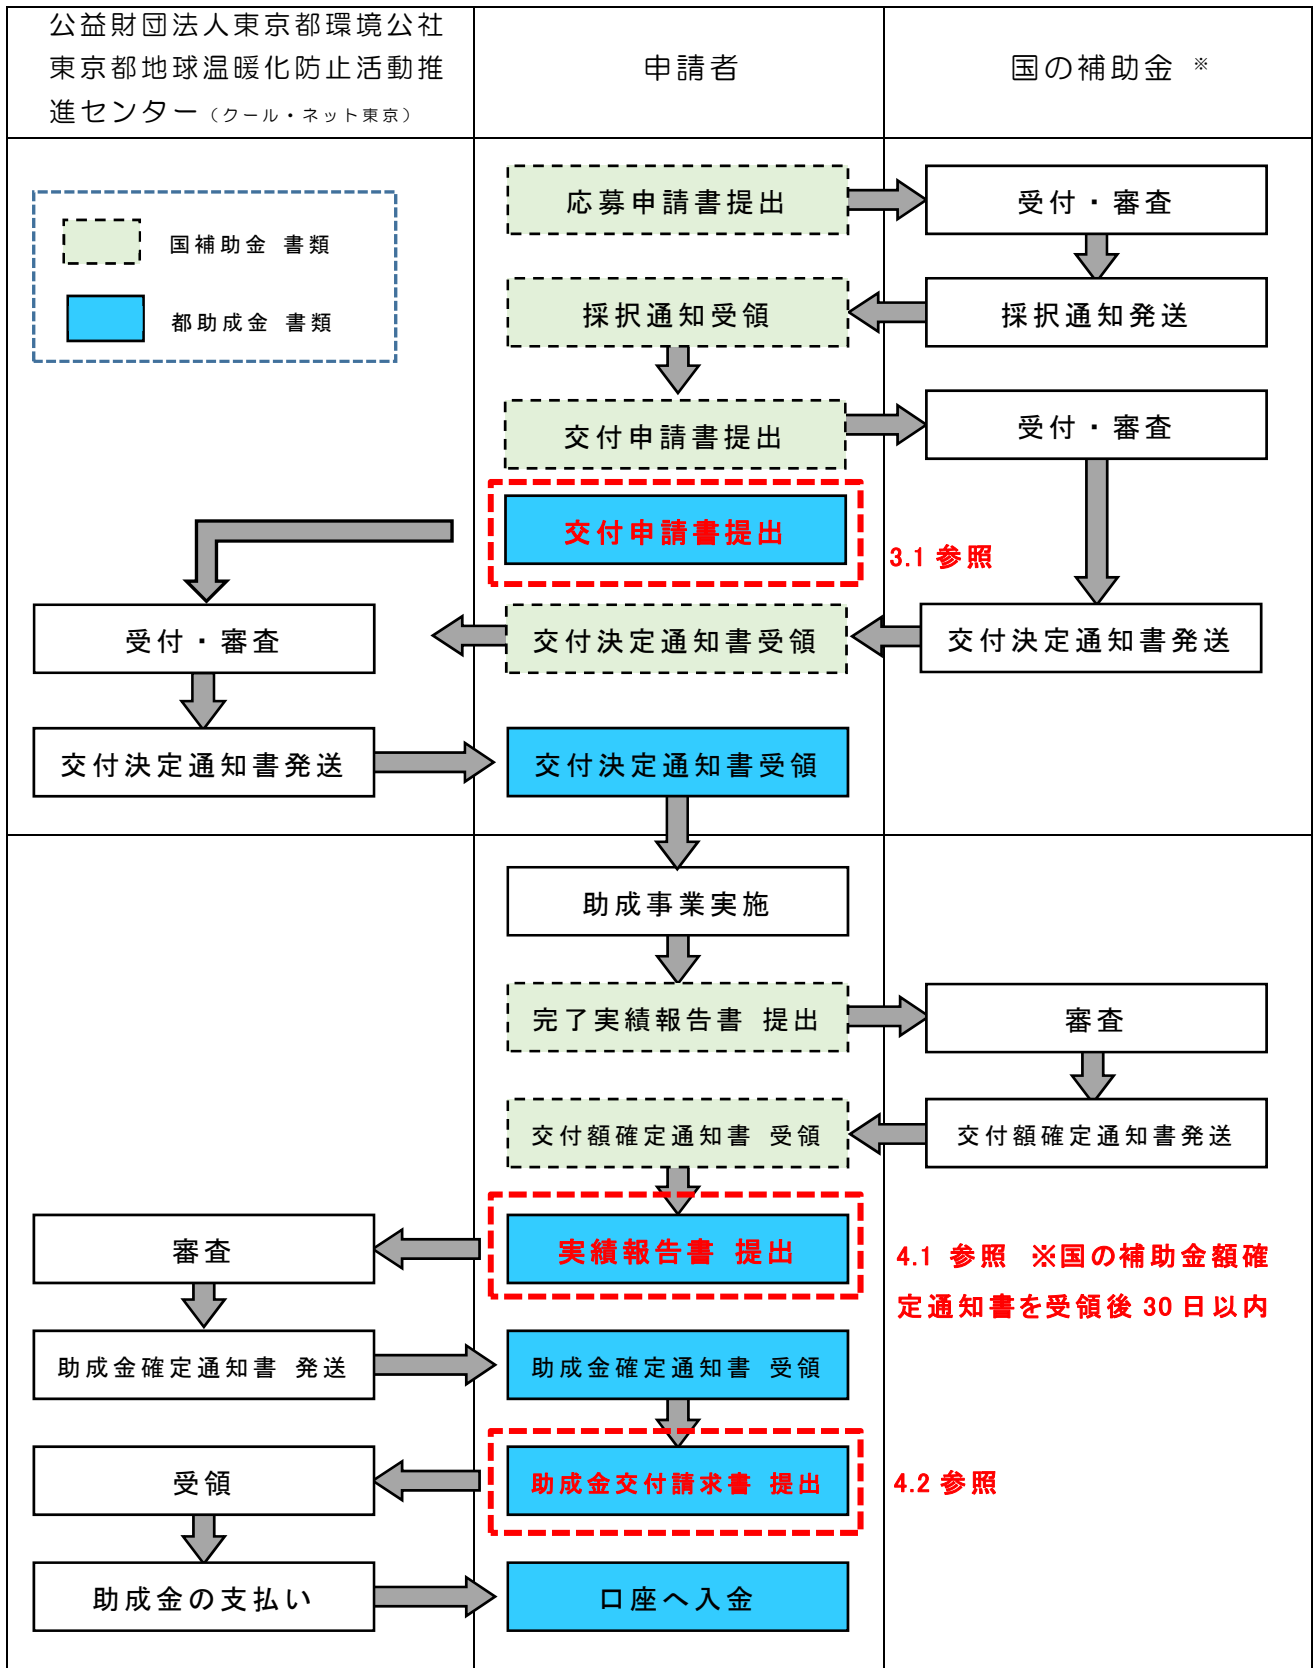 公益財団法人東京都環境公社
東京都地球温暖化防止活動推
進センター（クール・ネット東京）
申請者
国の補助金 ※
国補助金 書類
都助成金 書類
応募申請書提出
受付・審査
採択通知受領
採択通知発送
交付申請書提出
受付・審査
交付申請書提出
3.1 参照
受付・審査
交付決定通知書受領
交付決定通知書発送
交付決定通知書発送
交付決定通知書受領
助成事業実施
完了実績報告書 提出
審査
交付額確定通知書 受領
交付額確定通知書発送
審査
実績報告書 提出
4.1 参照 ※国の補助金額確
定通知書を受領後 30 日以内
助成金確定通知書 発送
助成金確定通知書 受領
受領
助成金交付請求書 提出
4.2 参照
助成金の支払い
口座へ入金